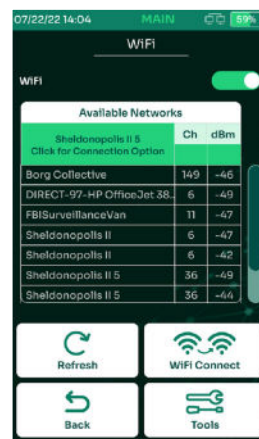 07/22/22 14:04 MAIN 59%
WiFi
WiFi
Available Networks
Sheldonopolis II 5 Ch dBm
Click for Connection Option
Borg Collective 149 -46
DIRECT-97-HP OfficeJet 38.. 6 -49
FBISurveillanceVan 11 -47
Sheldonopolis II 6 -47
Sheldonopolis II 6 -42
Sheldonopolis II 5 36 -49
Sheldonopolis II 5 36 -44
Refresh WiFi Connect
Back Tools